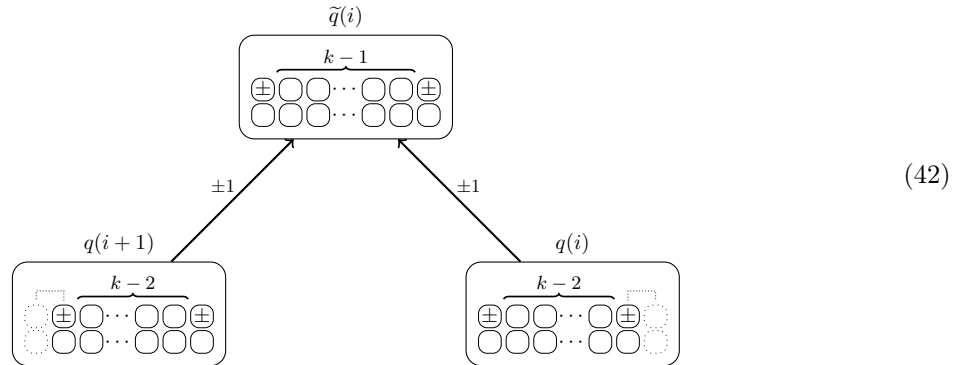 q̃(i)
k − 1
± ··· ±
···
(42)
±1 ±1
q(i + 1) q(i)
k − 2 k − 2
± ··· ± ± ··· ±
··· ···